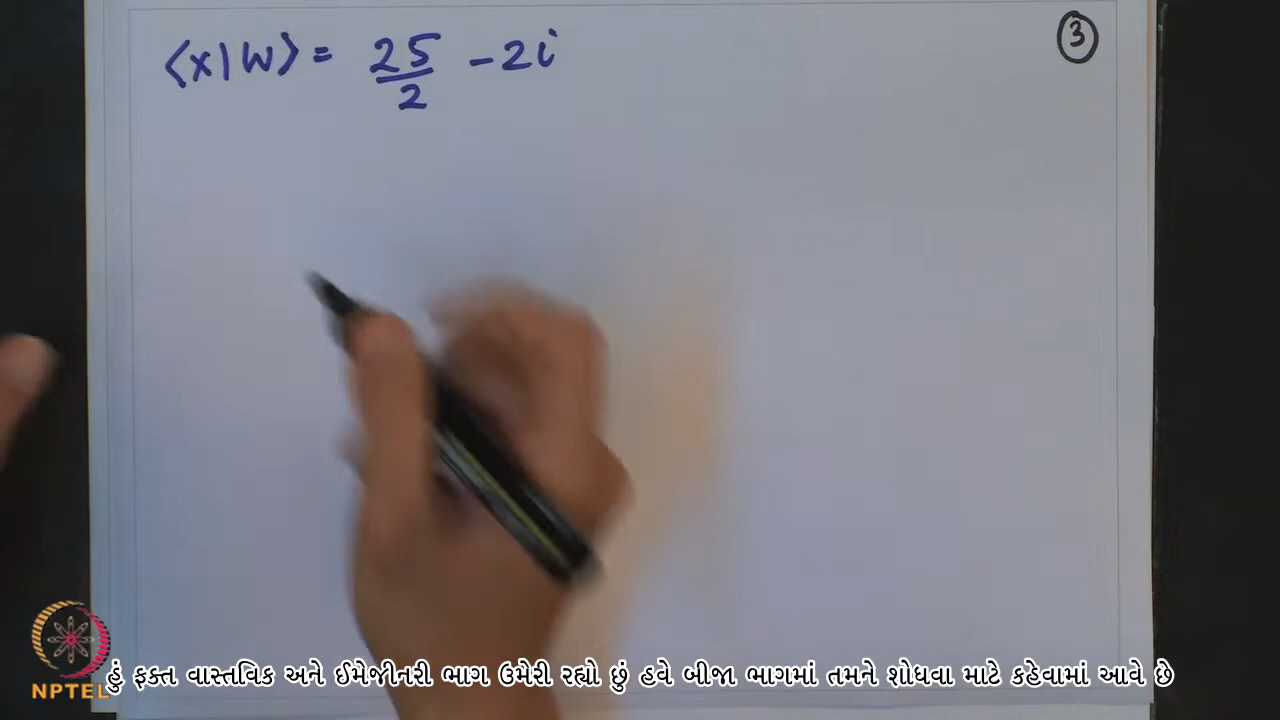 ③
⟨x|w⟩ = 25/2 - 2i
NPTEL
હું ફક્ત વાસ્તવિક અને ઈમેજીનરી ભાગ ઉમેરી રહ્યો છું હવે બીજા ભાગમાં તમને શોધવા માટે કહેવામાં આવે છે